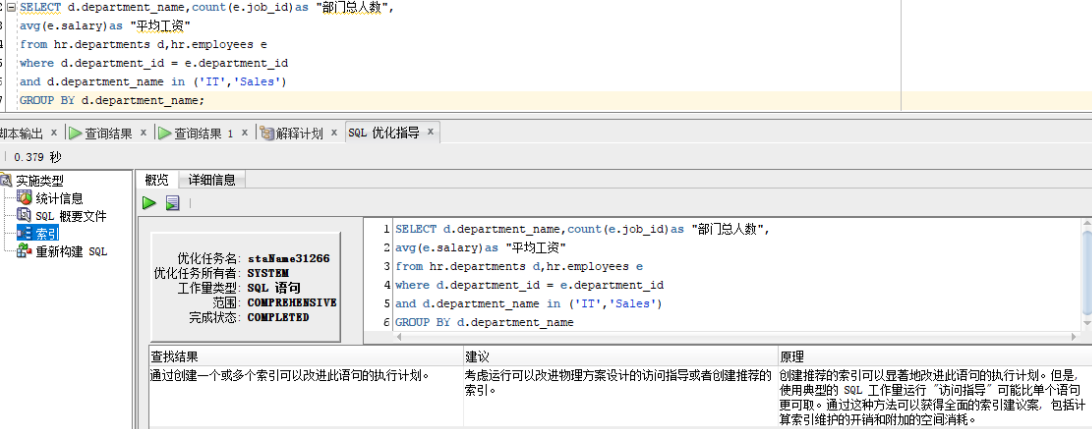 SELECT d.department_name,count(e.job_id)as "部门总人数",
avg(e.salary)as "平均工资"
from hr.departments d,hr.employees e
where d.department_id = e.department_id
and d.department_name in ('IT','Sales')
GROUP BY d.department_name;
脚本输出 × 查询结果 × 查询结果 1 × 解释计划 × SQL 优化指导 ×
0.379 秒
实施类型
统计信息
SQL 概要文件
索引
重新构建 SQL
概览 详细信息
优化任务名: staName31266
优化任务所有者: SYSTEM
工作量类型: SQL 语句
范围: COMPREHENSIVE
完成状态: COMPLETED
1 SELECT d.department_name,count(e.job_id)as "部门总人数",
2 avg(e.salary)as "平均工资"
3 from hr.departments d,hr.employees e
4 where d.department_id = e.department_id
5 and d.department_name in ('IT','Sales')
6 GROUP BY d.department_name
查找结果 建议 原理
通过创建一个或多个索引可以改进此语句的执行计划。
考虑运行可以改进物理方案设计的访问指导或者创建推荐的
索引。
创建推荐的索引可以显著地改进此语句的执行计划。但是,
使用典型的 SQL 工作量运行 "访问指导" 可能比单个语句
更可取。通过这种方法可以获得全面的索引建议案, 包括计
算索引维护的开销和附加的空间消耗。